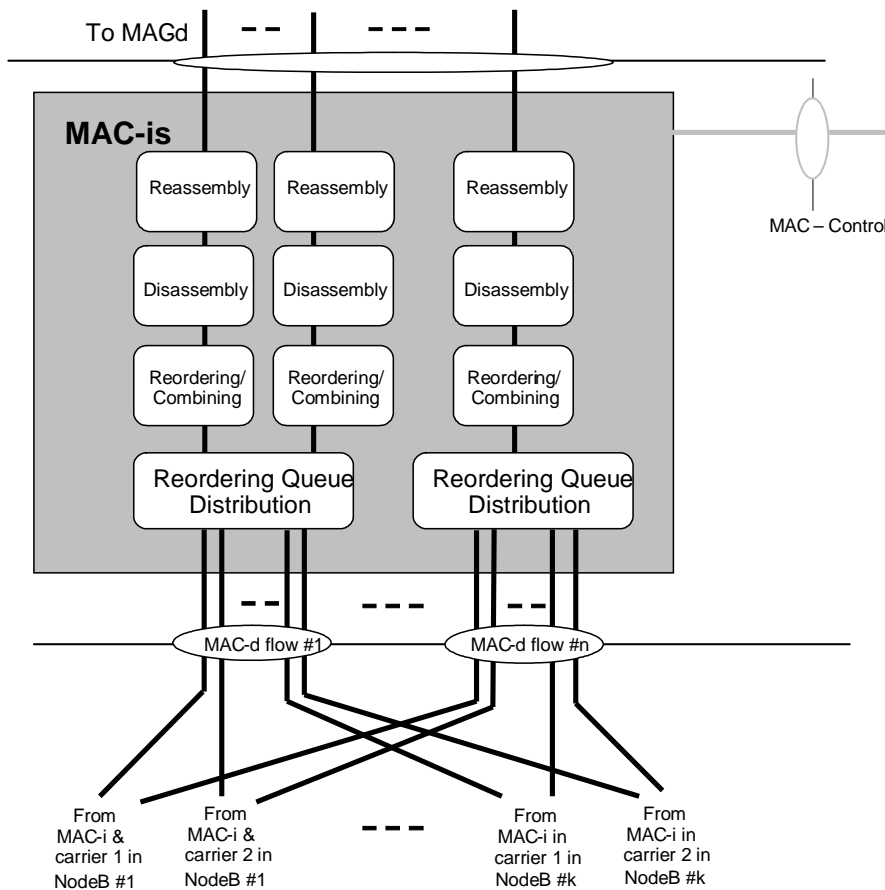 To MAGd
MAC-is
MAC – Control
Reassembly
Reassembly
Reassembly
Disassembly
Disassembly
Disassembly
Reordering/
Combining
Reordering/
Combining
Reordering/
Combining
Reordering Queue
Distribution
Reordering Queue
Distribution
MAC-d flow #1
MAC-d flow #n
From
MAC-i &
carrier 1 in
NodeB #1
From
MAC-i &
carrier 2 in
NodeB #1
From
MAC-i in
carrier 1 in
NodeB #k
From
MAC-i in
carrier 2 in
NodeB #k